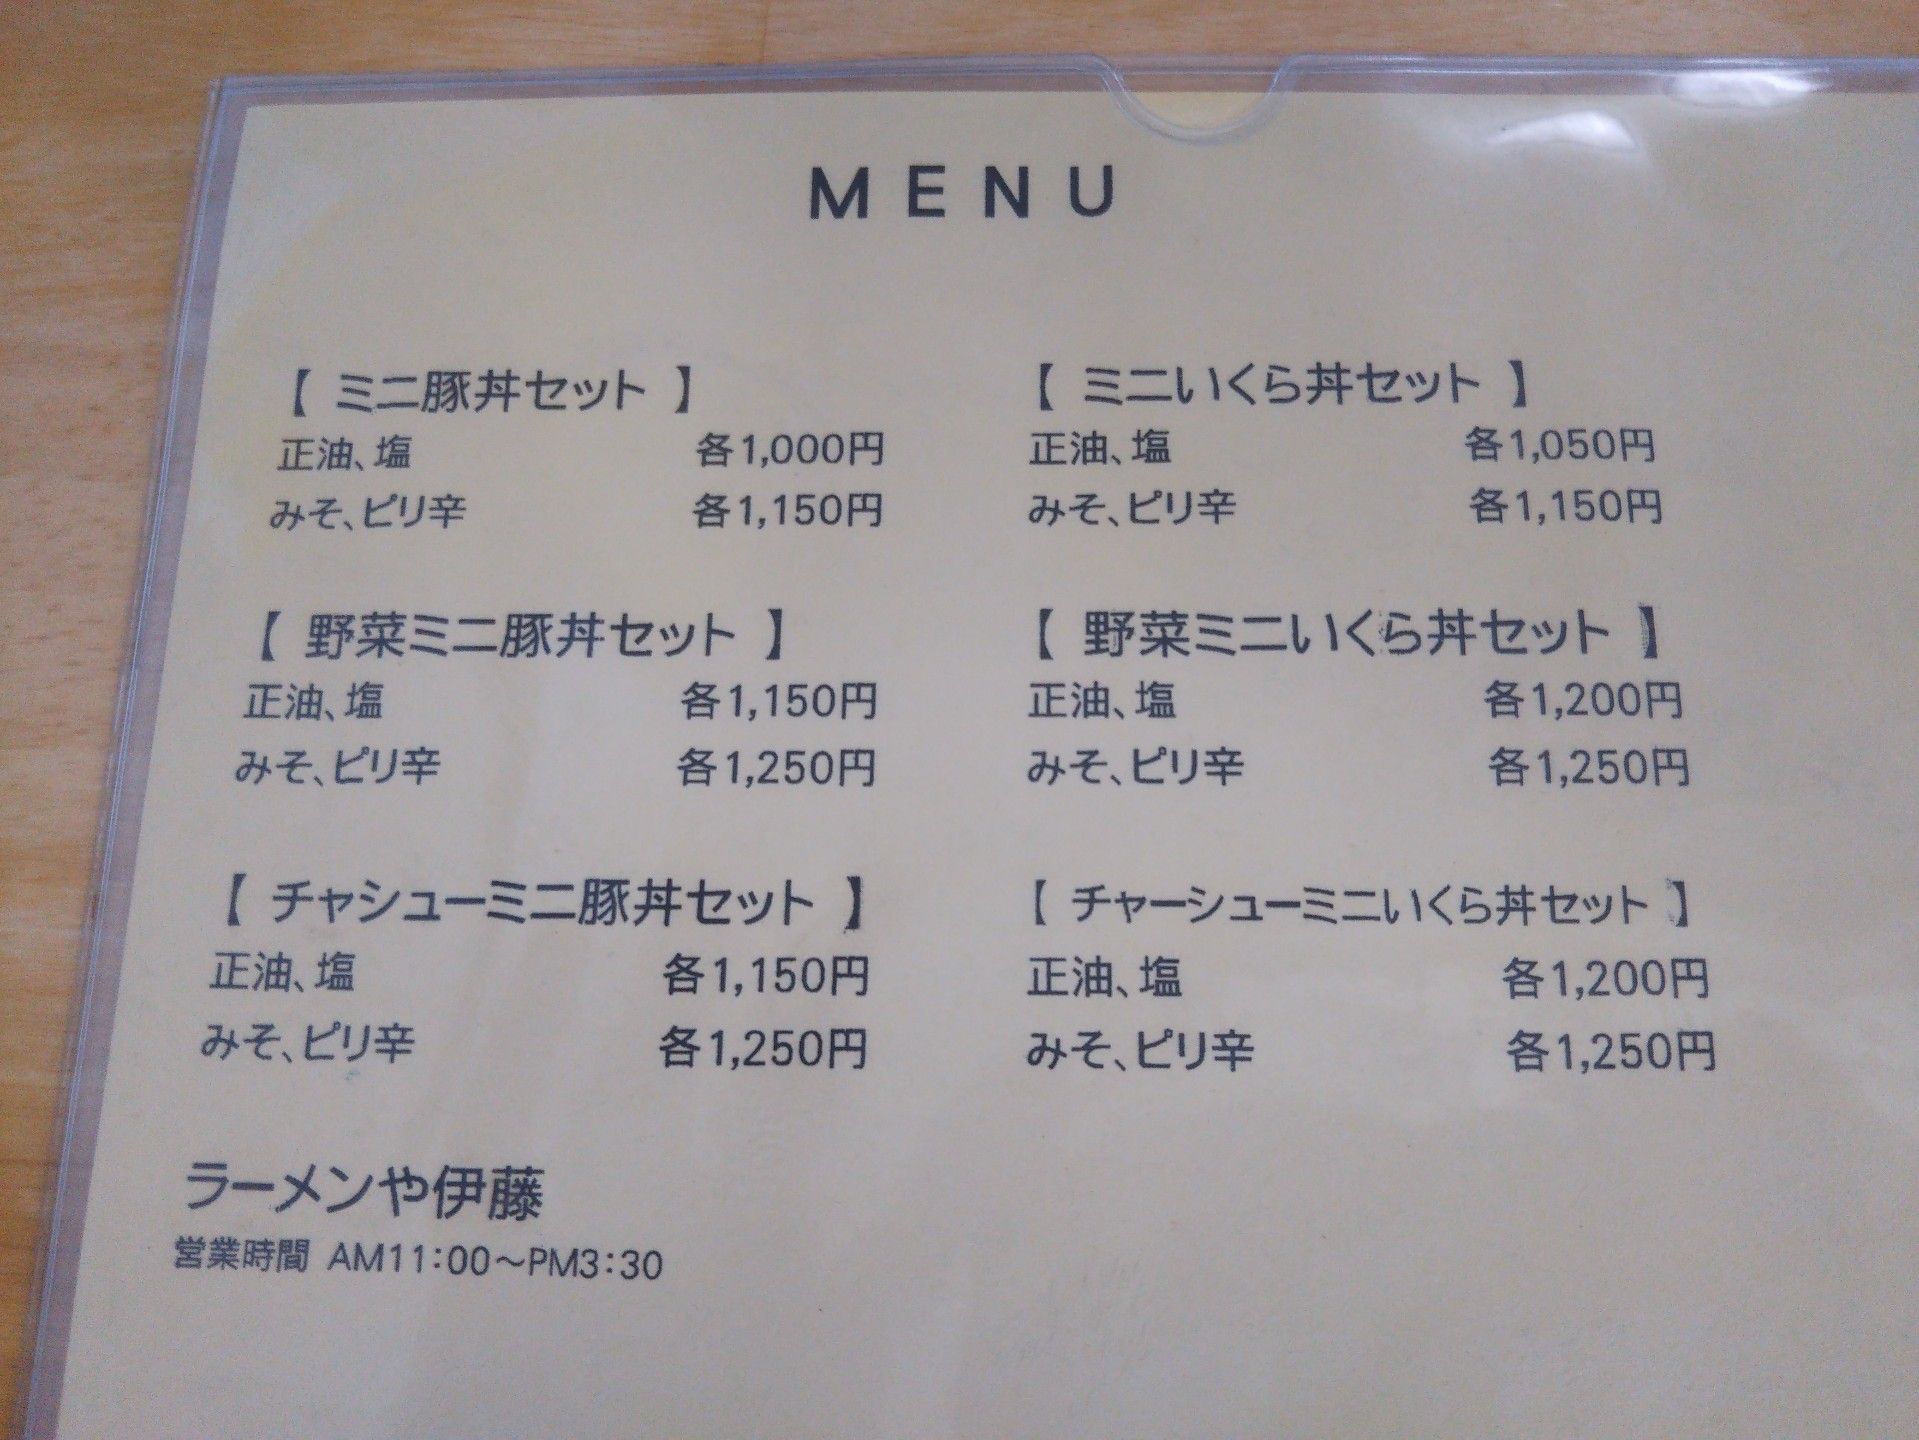 MENU
【 ミニ豚丼セット 】
正油、塩 各1,000円
みそ、ピリ辛 各1,150円
【 野菜ミニ豚丼セット 】
正油、塩 各1,150円
みそ、ピリ辛 各1,250円
【 チャシューミニ豚丼セット 】
正油、塩 各1,150円
みそ、ピリ辛 各1,250円
【 ミニいくら丼セット 】
正油、塩 各1,050円
みそ、ピリ辛 各1,150円
【 野菜ミニいくら丼セット 】
正油、塩 各1,200円
みそ、ピリ辛 各1,250円
【 チャーシューミニいくら丼セット 】
正油、塩 各1,200円
みそ、ピリ辛 各1,250円
ラーメンや伊藤
営業時間 AM11:00～PM3:30